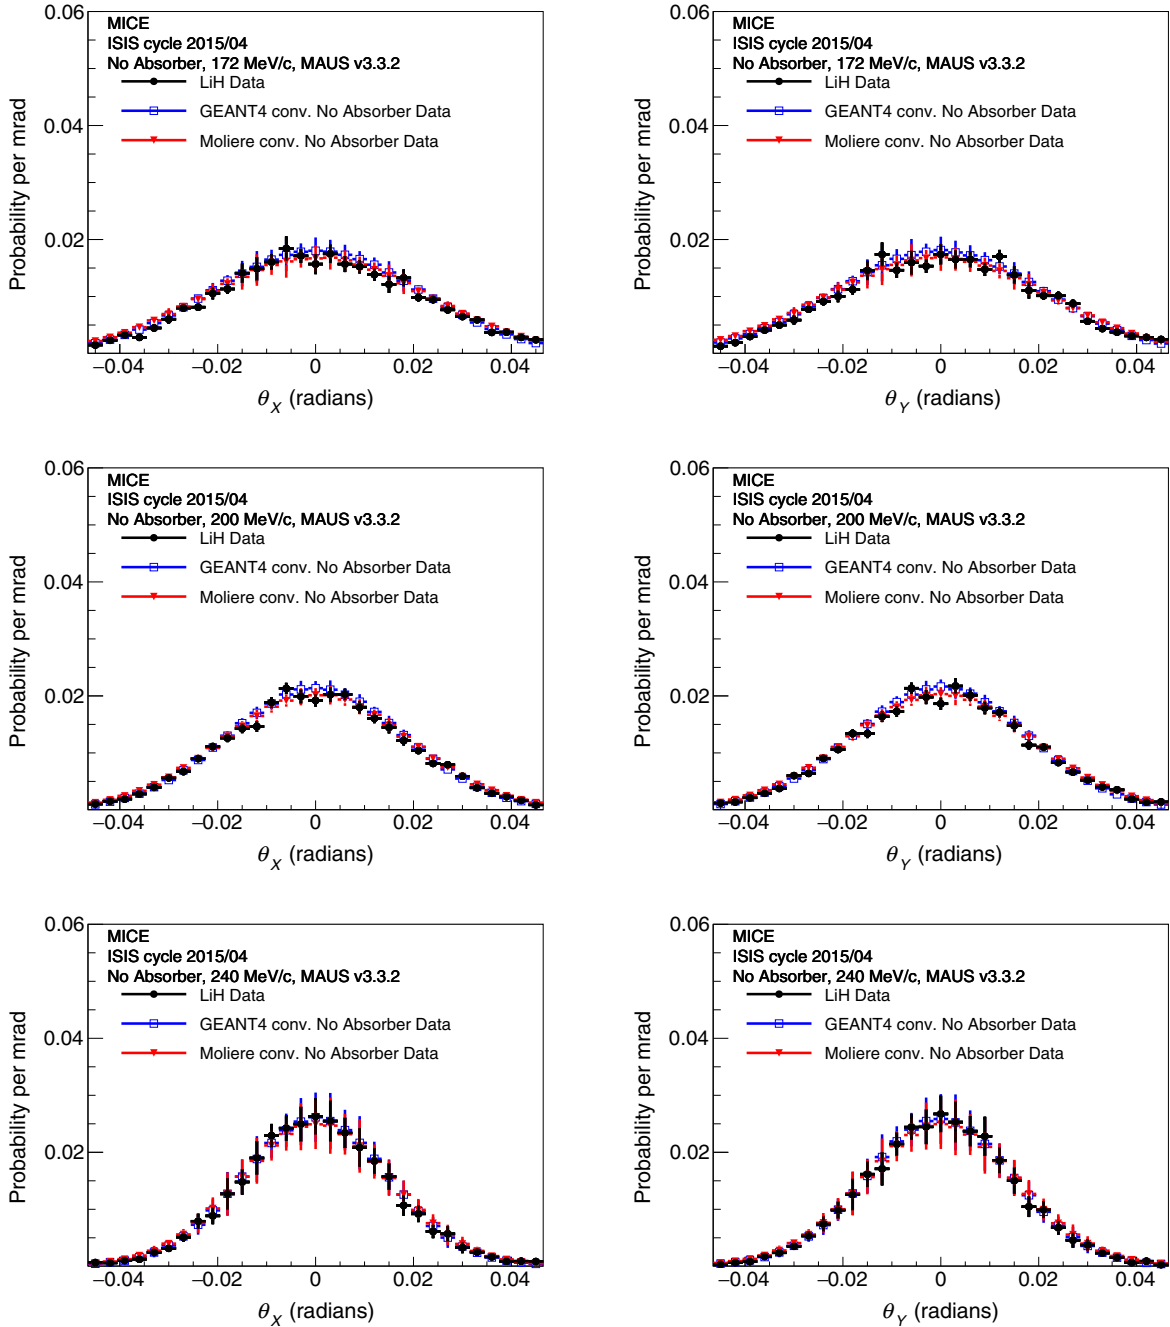 0.06
MICE
ISIS cycle 2015/04
No Absorber, 172 MeV/c, MAUS v3.3.2
LiH Data
GEANT4 conv. No Absorber Data
Moliere conv. No Absorber Data
0.04
0.02
Probability per mrad
−0.04 −0.02 0 0.02 0.04
θX (radians)
0.06
MICE
ISIS cycle 2015/04
No Absorber, 172 MeV/c, MAUS v3.3.2
LiH Data
GEANT4 conv. No Absorber Data
Moliere conv. No Absorber Data
0.04
0.02
Probability per mrad
−0.04 −0.02 0 0.02 0.04
θY (radians)
0.06
MICE
ISIS cycle 2015/04
No Absorber, 200 MeV/c, MAUS v3.3.2
LiH Data
GEANT4 conv. No Absorber Data
Moliere conv. No Absorber Data
0.04
0.02
Probability per mrad
−0.04 −0.02 0 0.02 0.04
θX (radians)
0.06
MICE
ISIS cycle 2015/04
No Absorber, 200 MeV/c, MAUS v3.3.2
LiH Data
GEANT4 conv. No Absorber Data
Moliere conv. No Absorber Data
0.04
0.02
Probability per mrad
−0.04 −0.02 0 0.02 0.04
θY (radians)
0.06
MICE
ISIS cycle 2015/04
No Absorber, 240 MeV/c, MAUS v3.3.2
LiH Data
GEANT4 conv. No Absorber Data
Moliere conv. No Absorber Data
0.04
0.02
Probability per mrad
−0.04 −0.02 0 0.02 0.04
θX (radians)
0.06
MICE
ISIS cycle 2015/04
No Absorber, 240 MeV/c, MAUS v3.3.2
LiH Data
GEANT4 conv. No Absorber Data
Moliere conv. No Absorber Data
0.04
0.02
Probability per mrad
−0.04 −0.02 0 0.02 0.04
θY (radians)